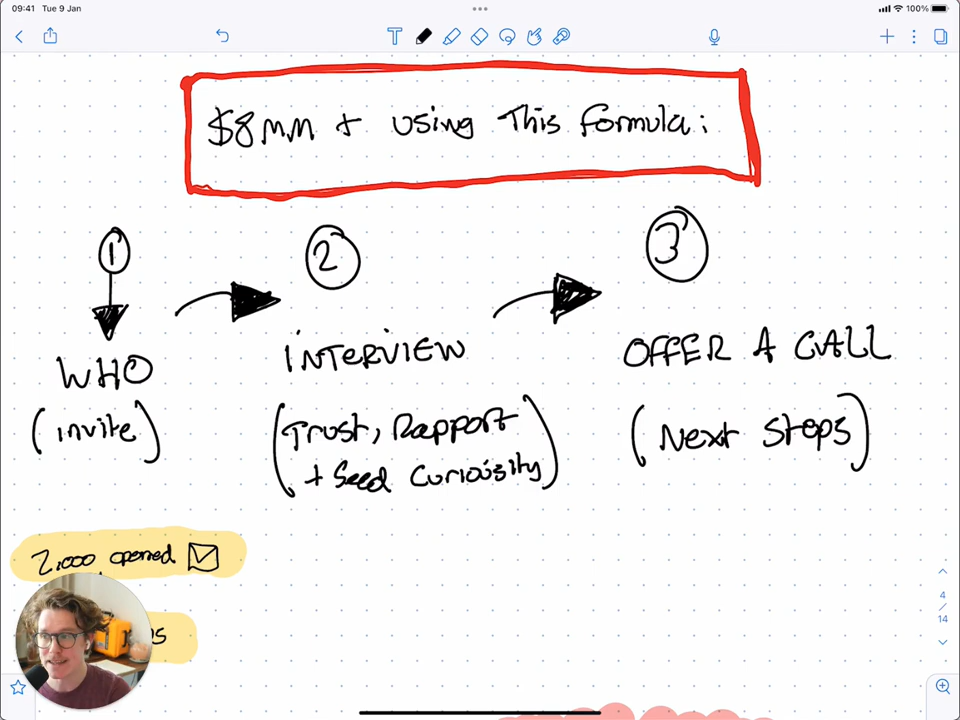 09:41 Tue 9 Jan
100%
$8MM + using This formula:
1
2
3
WHO
(invite)
INTERVIEW
(Trust, Rapport
+ Seed Curiousity)
OFFER A CALL
(Next Steps)
2,000 opened
4
/
14